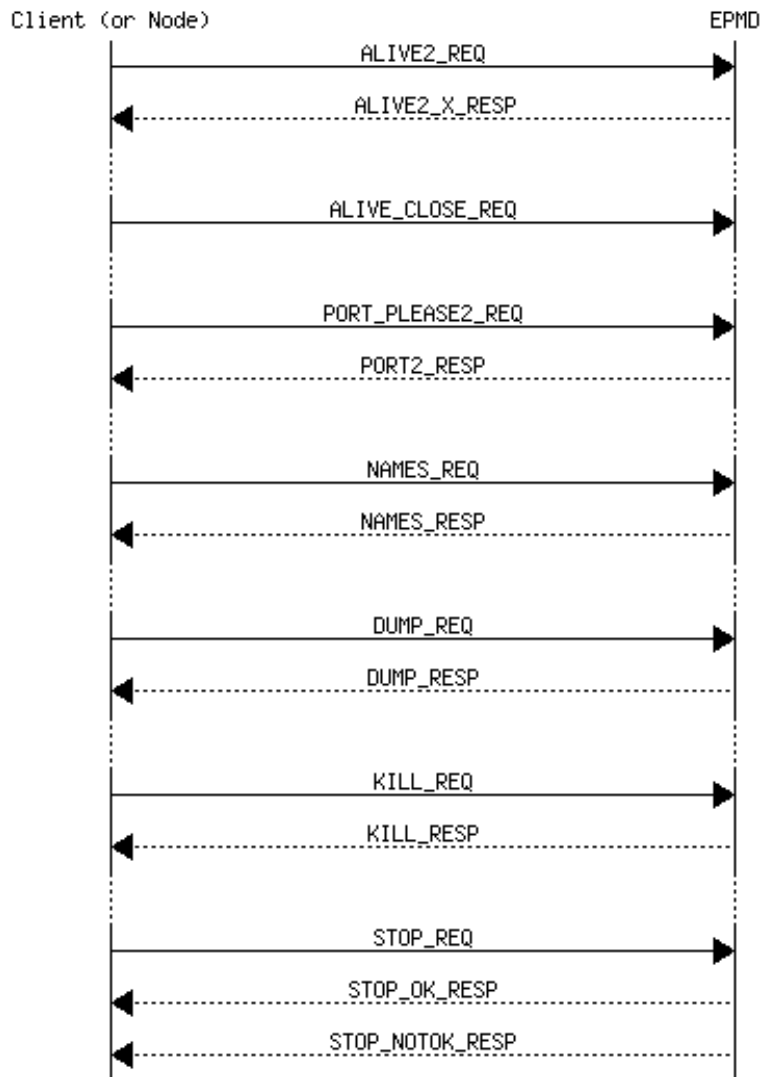 Client (or Node) EPMD
ALIVE2_REQ
ALIVE2_X_RESP
ALIVE_CLOSE_REQ
PORT_PLEASE2_REQ
PORT2_RESP
NAMES_REQ
NAMES_RESP
DUMP_REQ
DUMP_RESP
KILL_REQ
KILL_RESP
STOP_REQ
STOP_OK_RESP
STOP_NOTOK_RESP